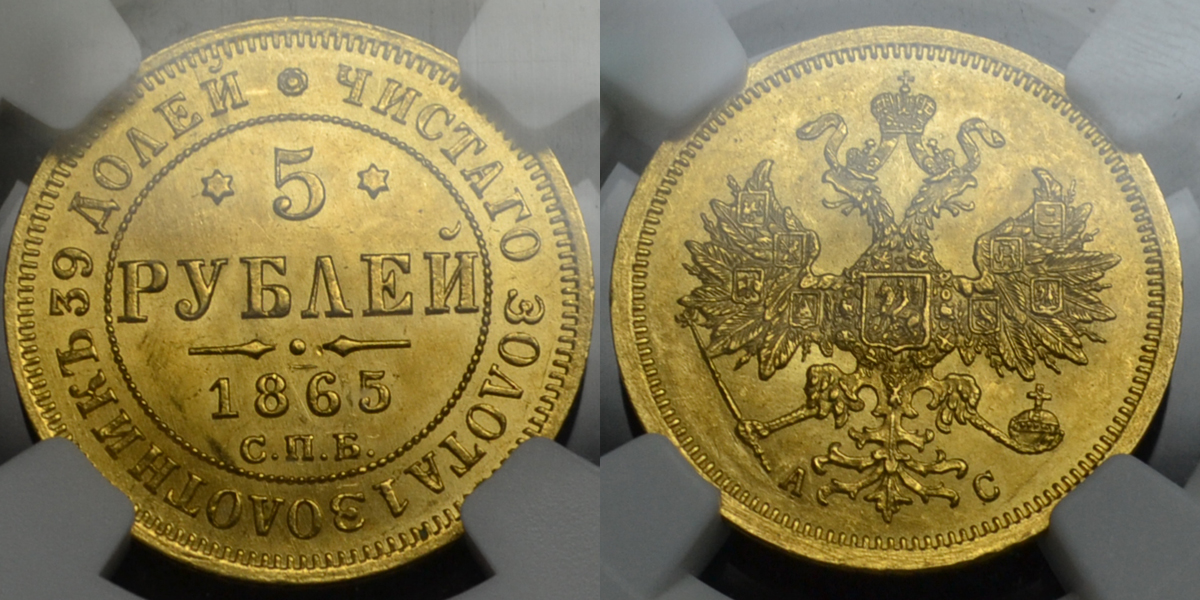 ЧИСТАГО ЗОЛОТА 1 ЗОЛОТНИКЪ 39 ДОЛЕЙ
5
РУБЛЕЙ
1865
С.П.Б.
А С